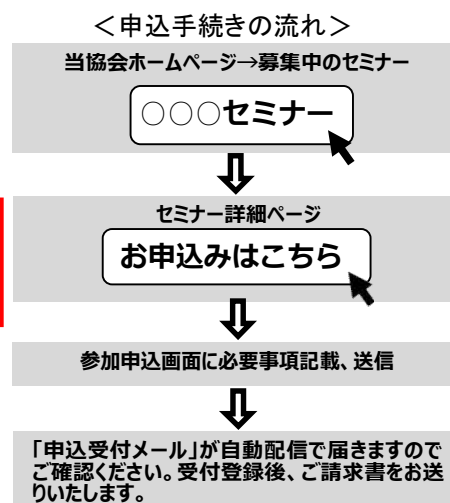 ＜申込手続きの流れ＞
当協会ホームページ→募集中のセミナー
○○○セミナー
セミナー詳細ページ
お申込みはこちら
参加申込画面に必要事項記載、送信
「申込受付メール」が自動配信で届きますので
ご確認ください。受付登録後、ご請求書をお送
りいたします。